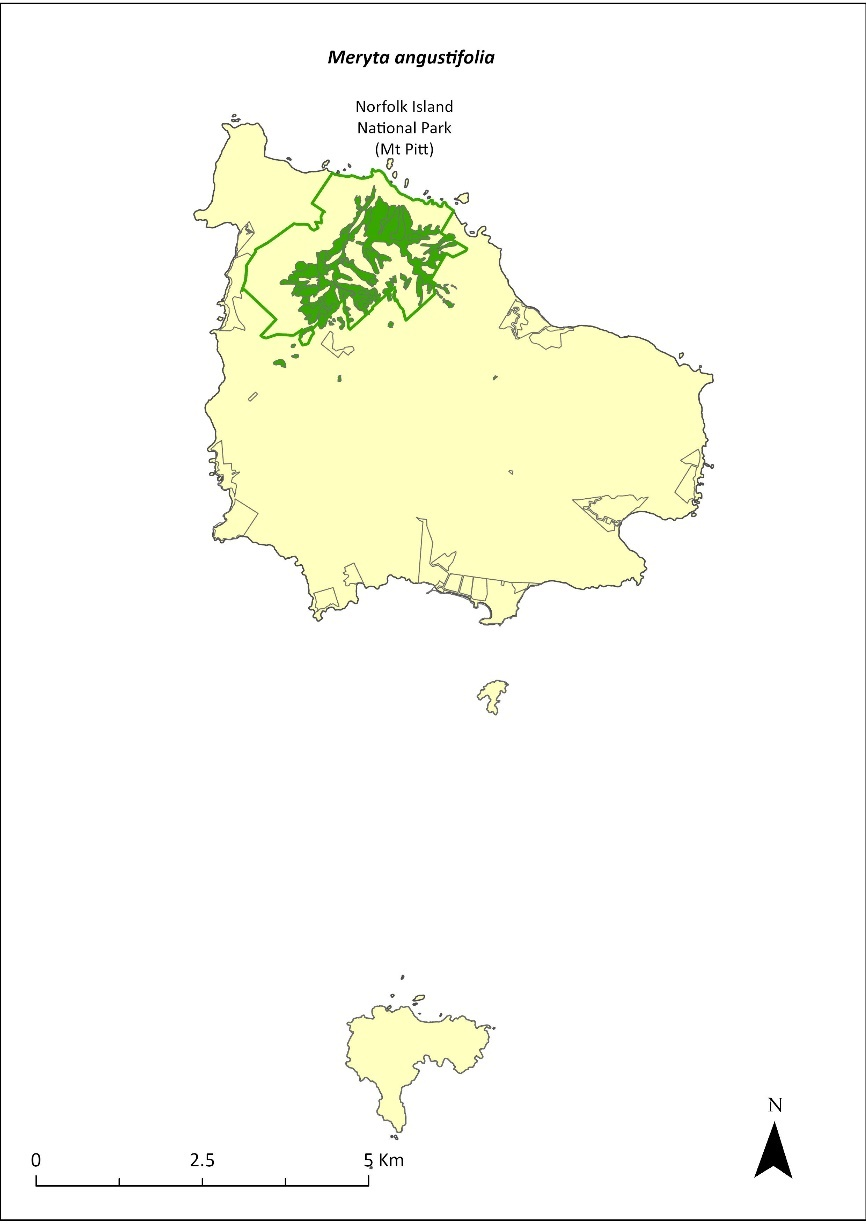 Meryta angustifolia
Norfolk Island
National Park
(Mt Pitt)
N
0 2.5 5 Km